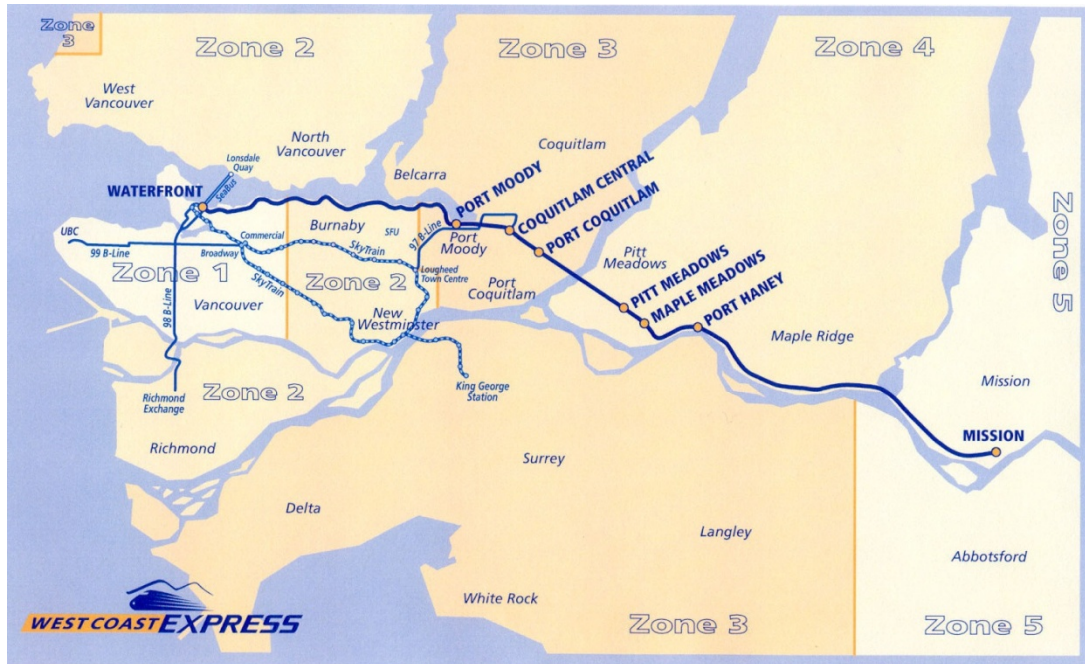 Zone
3
Zone 2
Zone 3
Zone 4
West
Vancouver
North
Vancouver
Lonsdale
Quay
SeaBus
Belcarra
Coquitlam
WATERFRONT
PORT MOODY
COQUITLAM CENTRAL
PORT COQUITLAM
Zone 5
UBC
99 B-Line
Commercial
Broadway
Burnaby
SFU
97 B-Line
Port
Moody
SkyTrain
Lougheed
Town Centre
Pitt
Meadows
PITT MEADOWS
MAPLE MEADOWS
PORT HANEY
Zone 1
SkyTrain
Zone 2
Port
Coquitlam
98 B-Line
Vancouver
New
Westminster
Maple Ridge
Zone 2
Richmond
Exchange
King George
Station
Mission
Richmond
MISSION
Surrey
Delta
Langley
Abbotsford
White Rock
WEST COAST EXPRESS
Zone 3
Zone 5